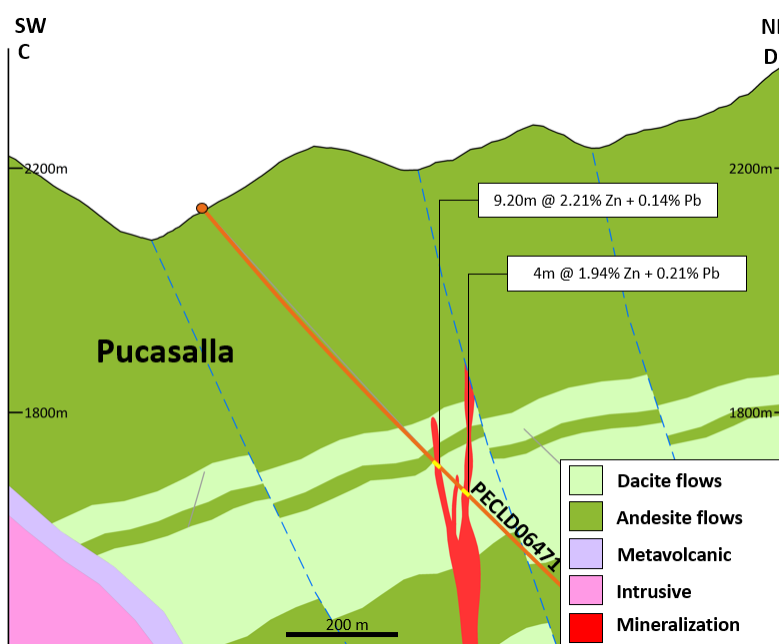 SW
C
D
2200m
2200m
9.20m @ 2.21% Zn + 0.14% Pb
4m @ 1.94% Zn + 0.21% Pb
Pucasalla
1800m
1800m
PECLD06471
Dacite flows
Andesite flows
Metavolcanic
Intrusive
Mineralization
200 m